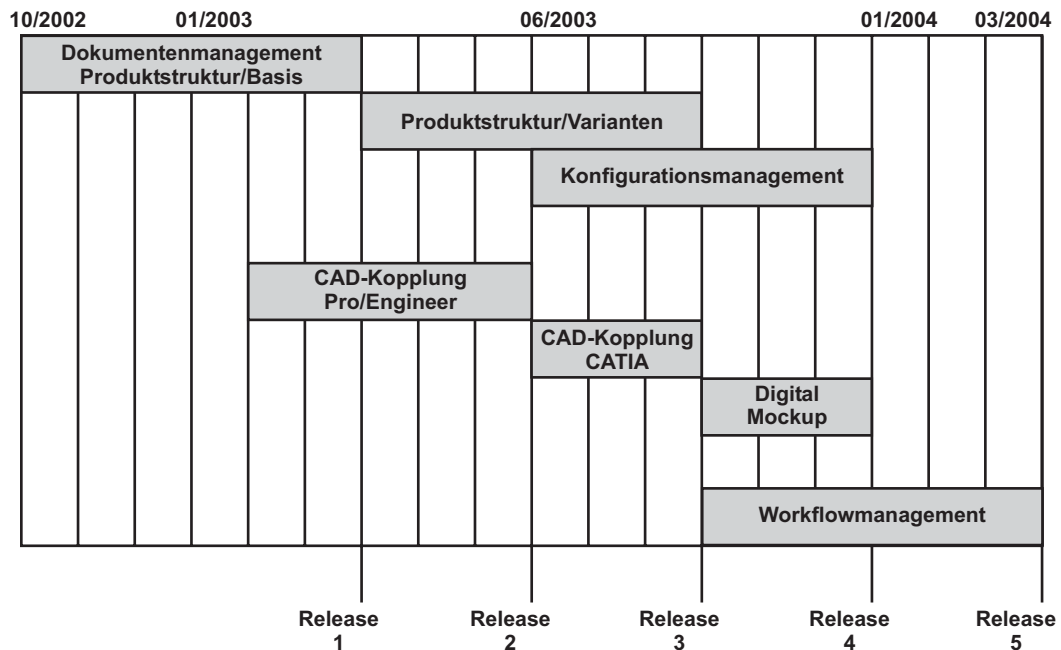 10/2002 01/2003 06/2003 01/2004 03/2004
Dokumentenmanagement
Produktstruktur/Basis
Produktstruktur/Varianten
Konfigurationsmanagement
CAD-Kopplung
Pro/Engineer
CAD-Kopplung
CATIA
Digital
Mockup
Workflowmanagement
Release Release Release Release Release
1 2 3 4 5